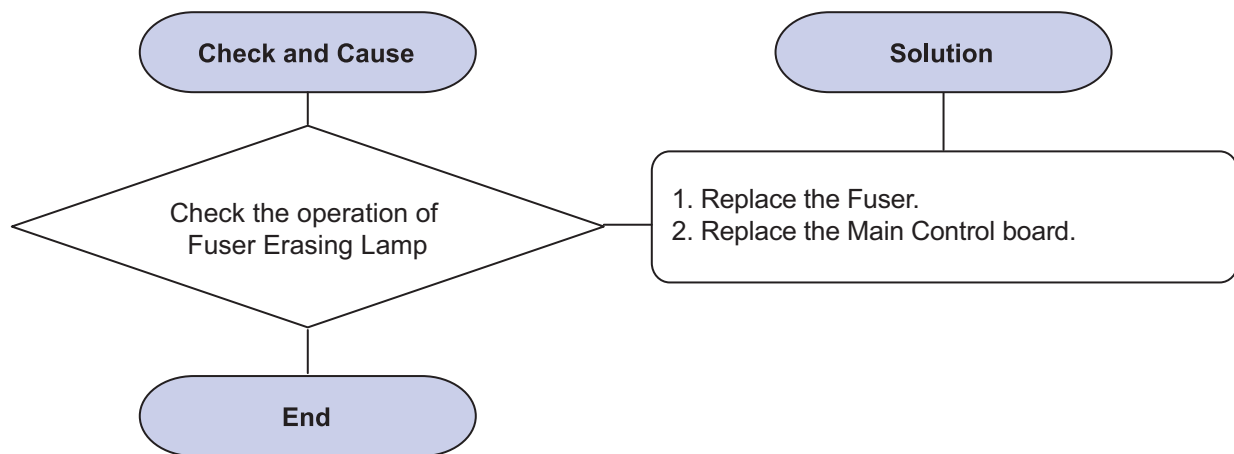 Check and Cause
Solution
Check the operation of
Fuser Erasing Lamp
1. Replace the Fuser.
2. Replace the Main Control board.
End